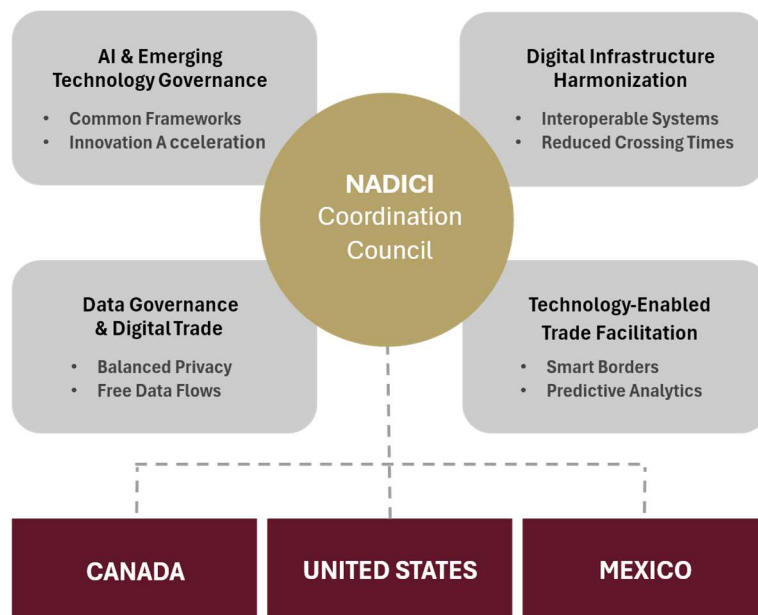 AI & Emerging
Technology Governance
• Common Frameworks
• Innovation A cceleration
Digital Infrastructure
Harmonization
• Interoperable Systems
• Reduced Crossing Times
NADICI
Coordination
Council
Data Governance
& Digital Trade
• Balanced Privacy
• Free Data Flows
Technology-Enabled
Trade Facilitation
• Smart Borders
• Predictive Analytics
CANADA
UNITED STATES
MEXICO